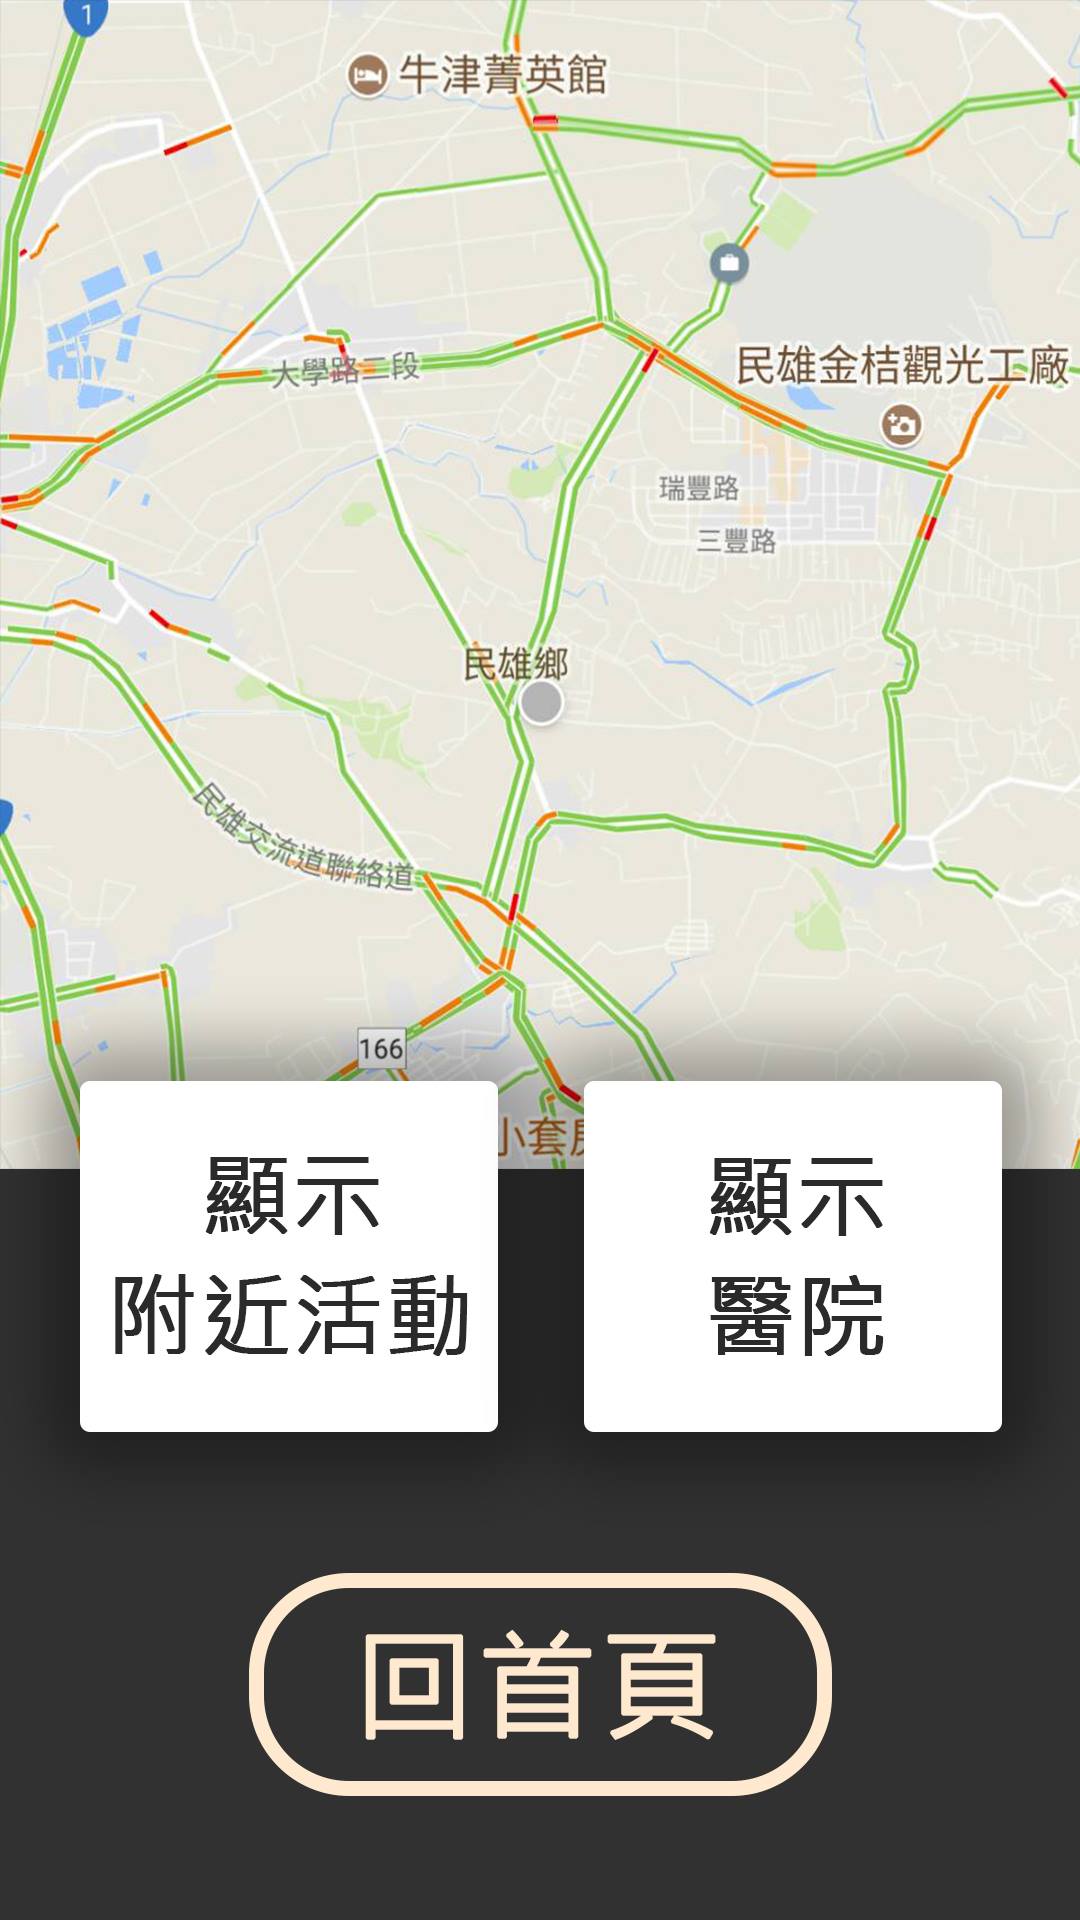 1
牛津菁英館
大學路二段
民雄金桔觀光工廠
瑞豐路
三豐路
民雄鄉
民雄交流道聯絡道
166
小套房
顯示
附近活動
顯示
醫院
回首頁